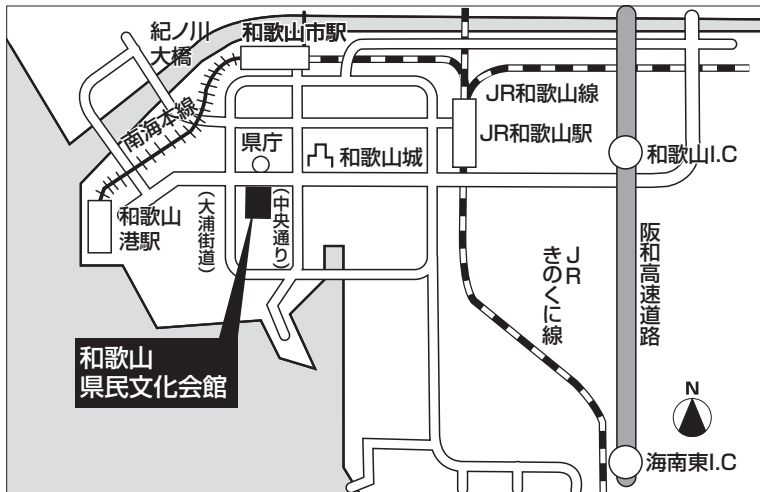 紀ノ川
大橋
和歌山市駅
南海本線
JR和歌山線
JR和歌山駅
県庁
和歌山城
和歌山I.C
和歌山
港駅
(大浦街道)
(中央通り)
JR
きのくに線
阪和高速道路
和歌山
県民文化会館
N
海南東I.C